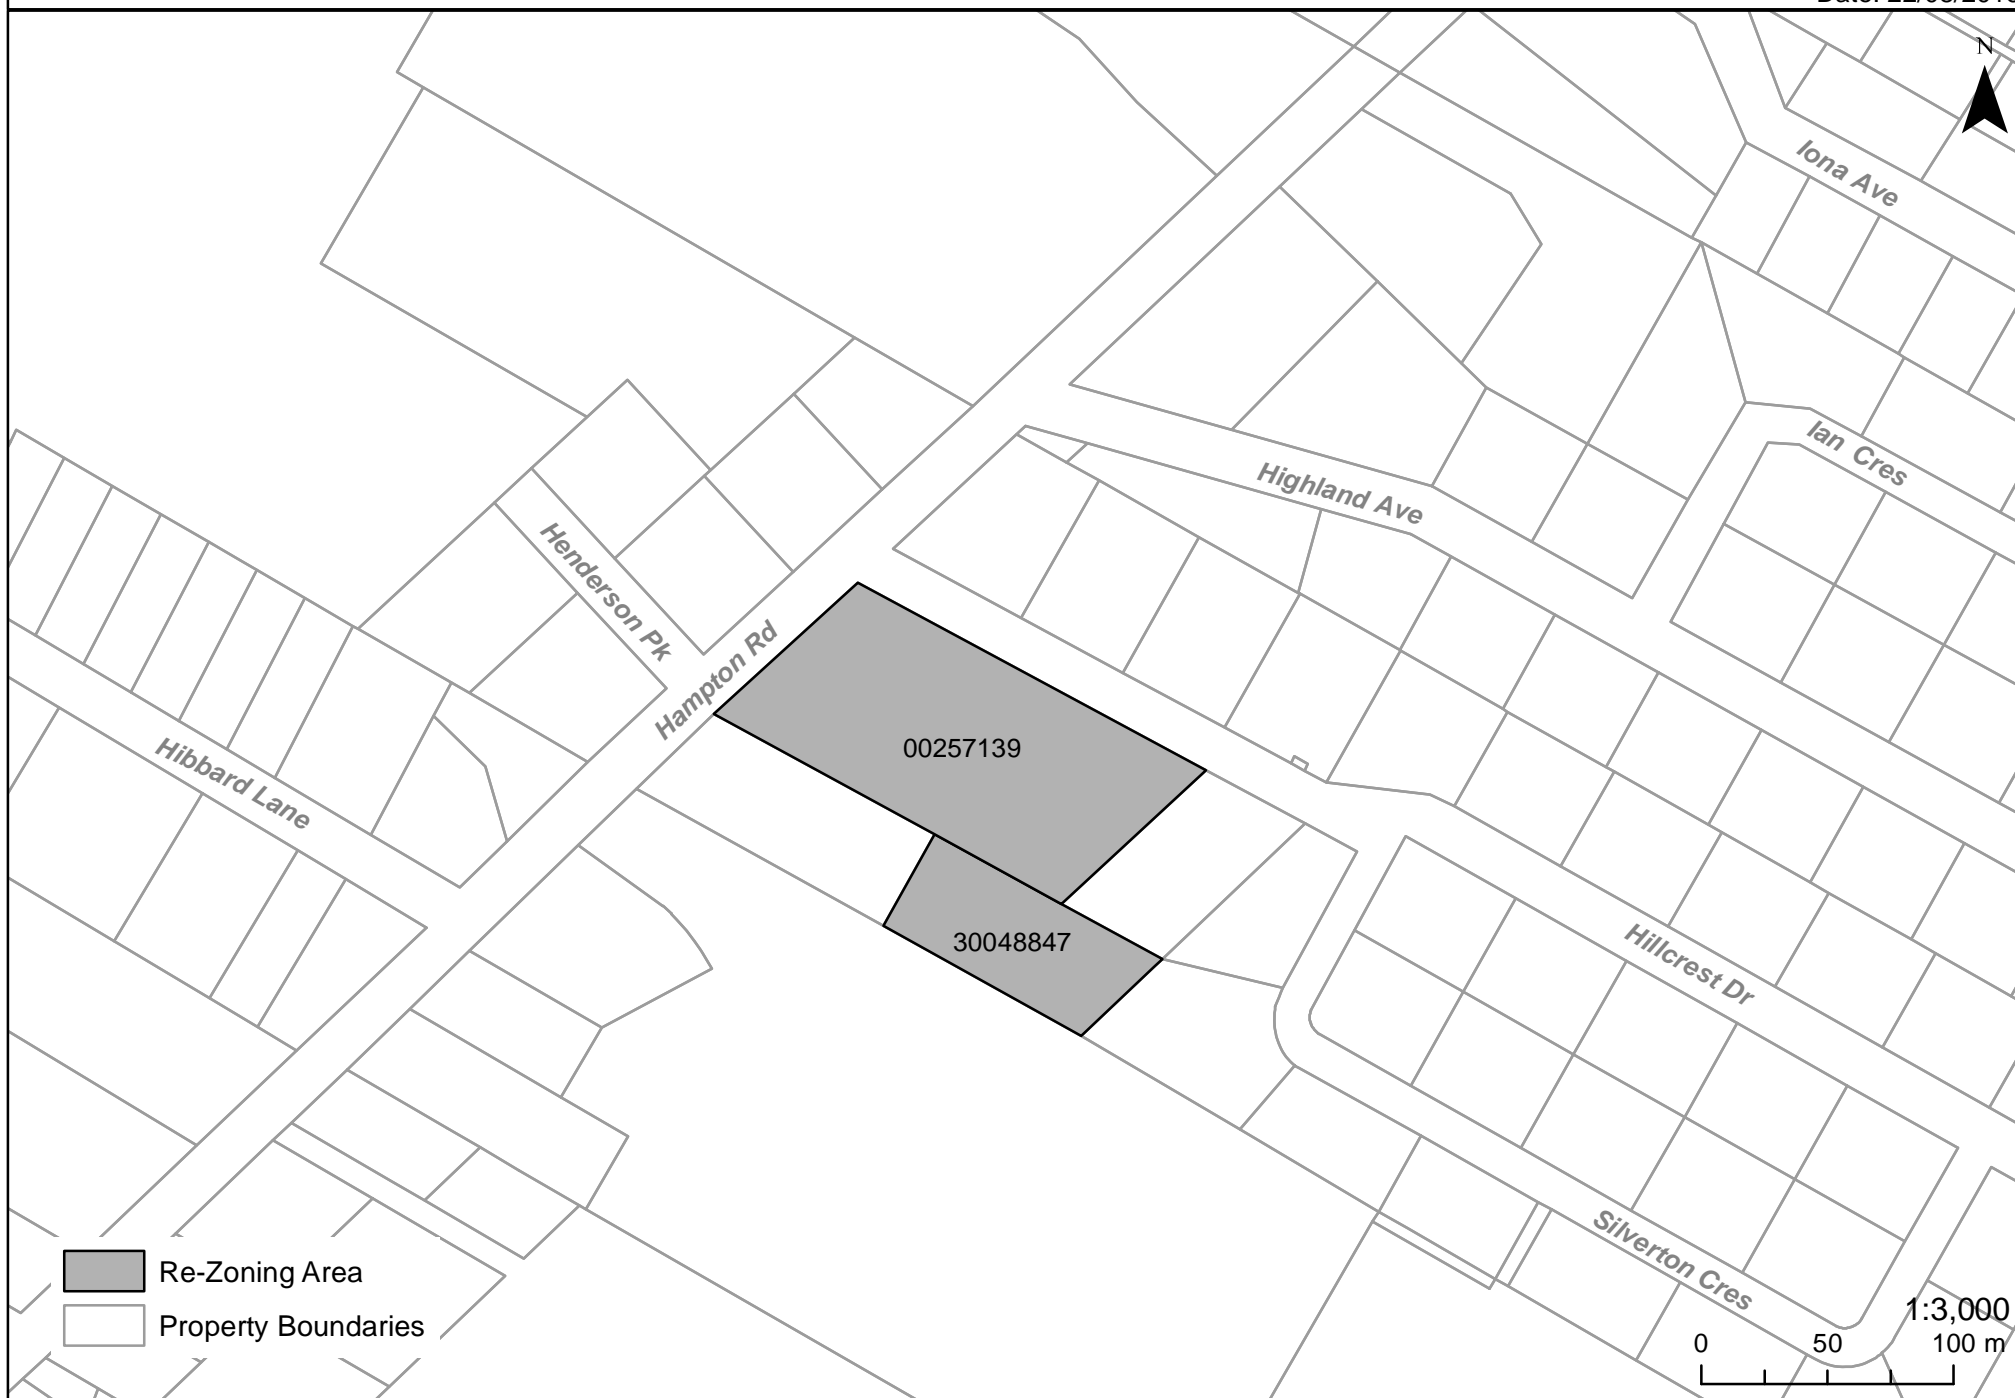 N
Iona Ave
Ian Cres
Highland Ave
Henderson Pk
Hampton Rd
Hibbard Lane
00257139
30048847
Hillcrest Dr
Silverton Cres
Re-Zoning Area
Property Boundaries
1:3,000
0 50 100 m